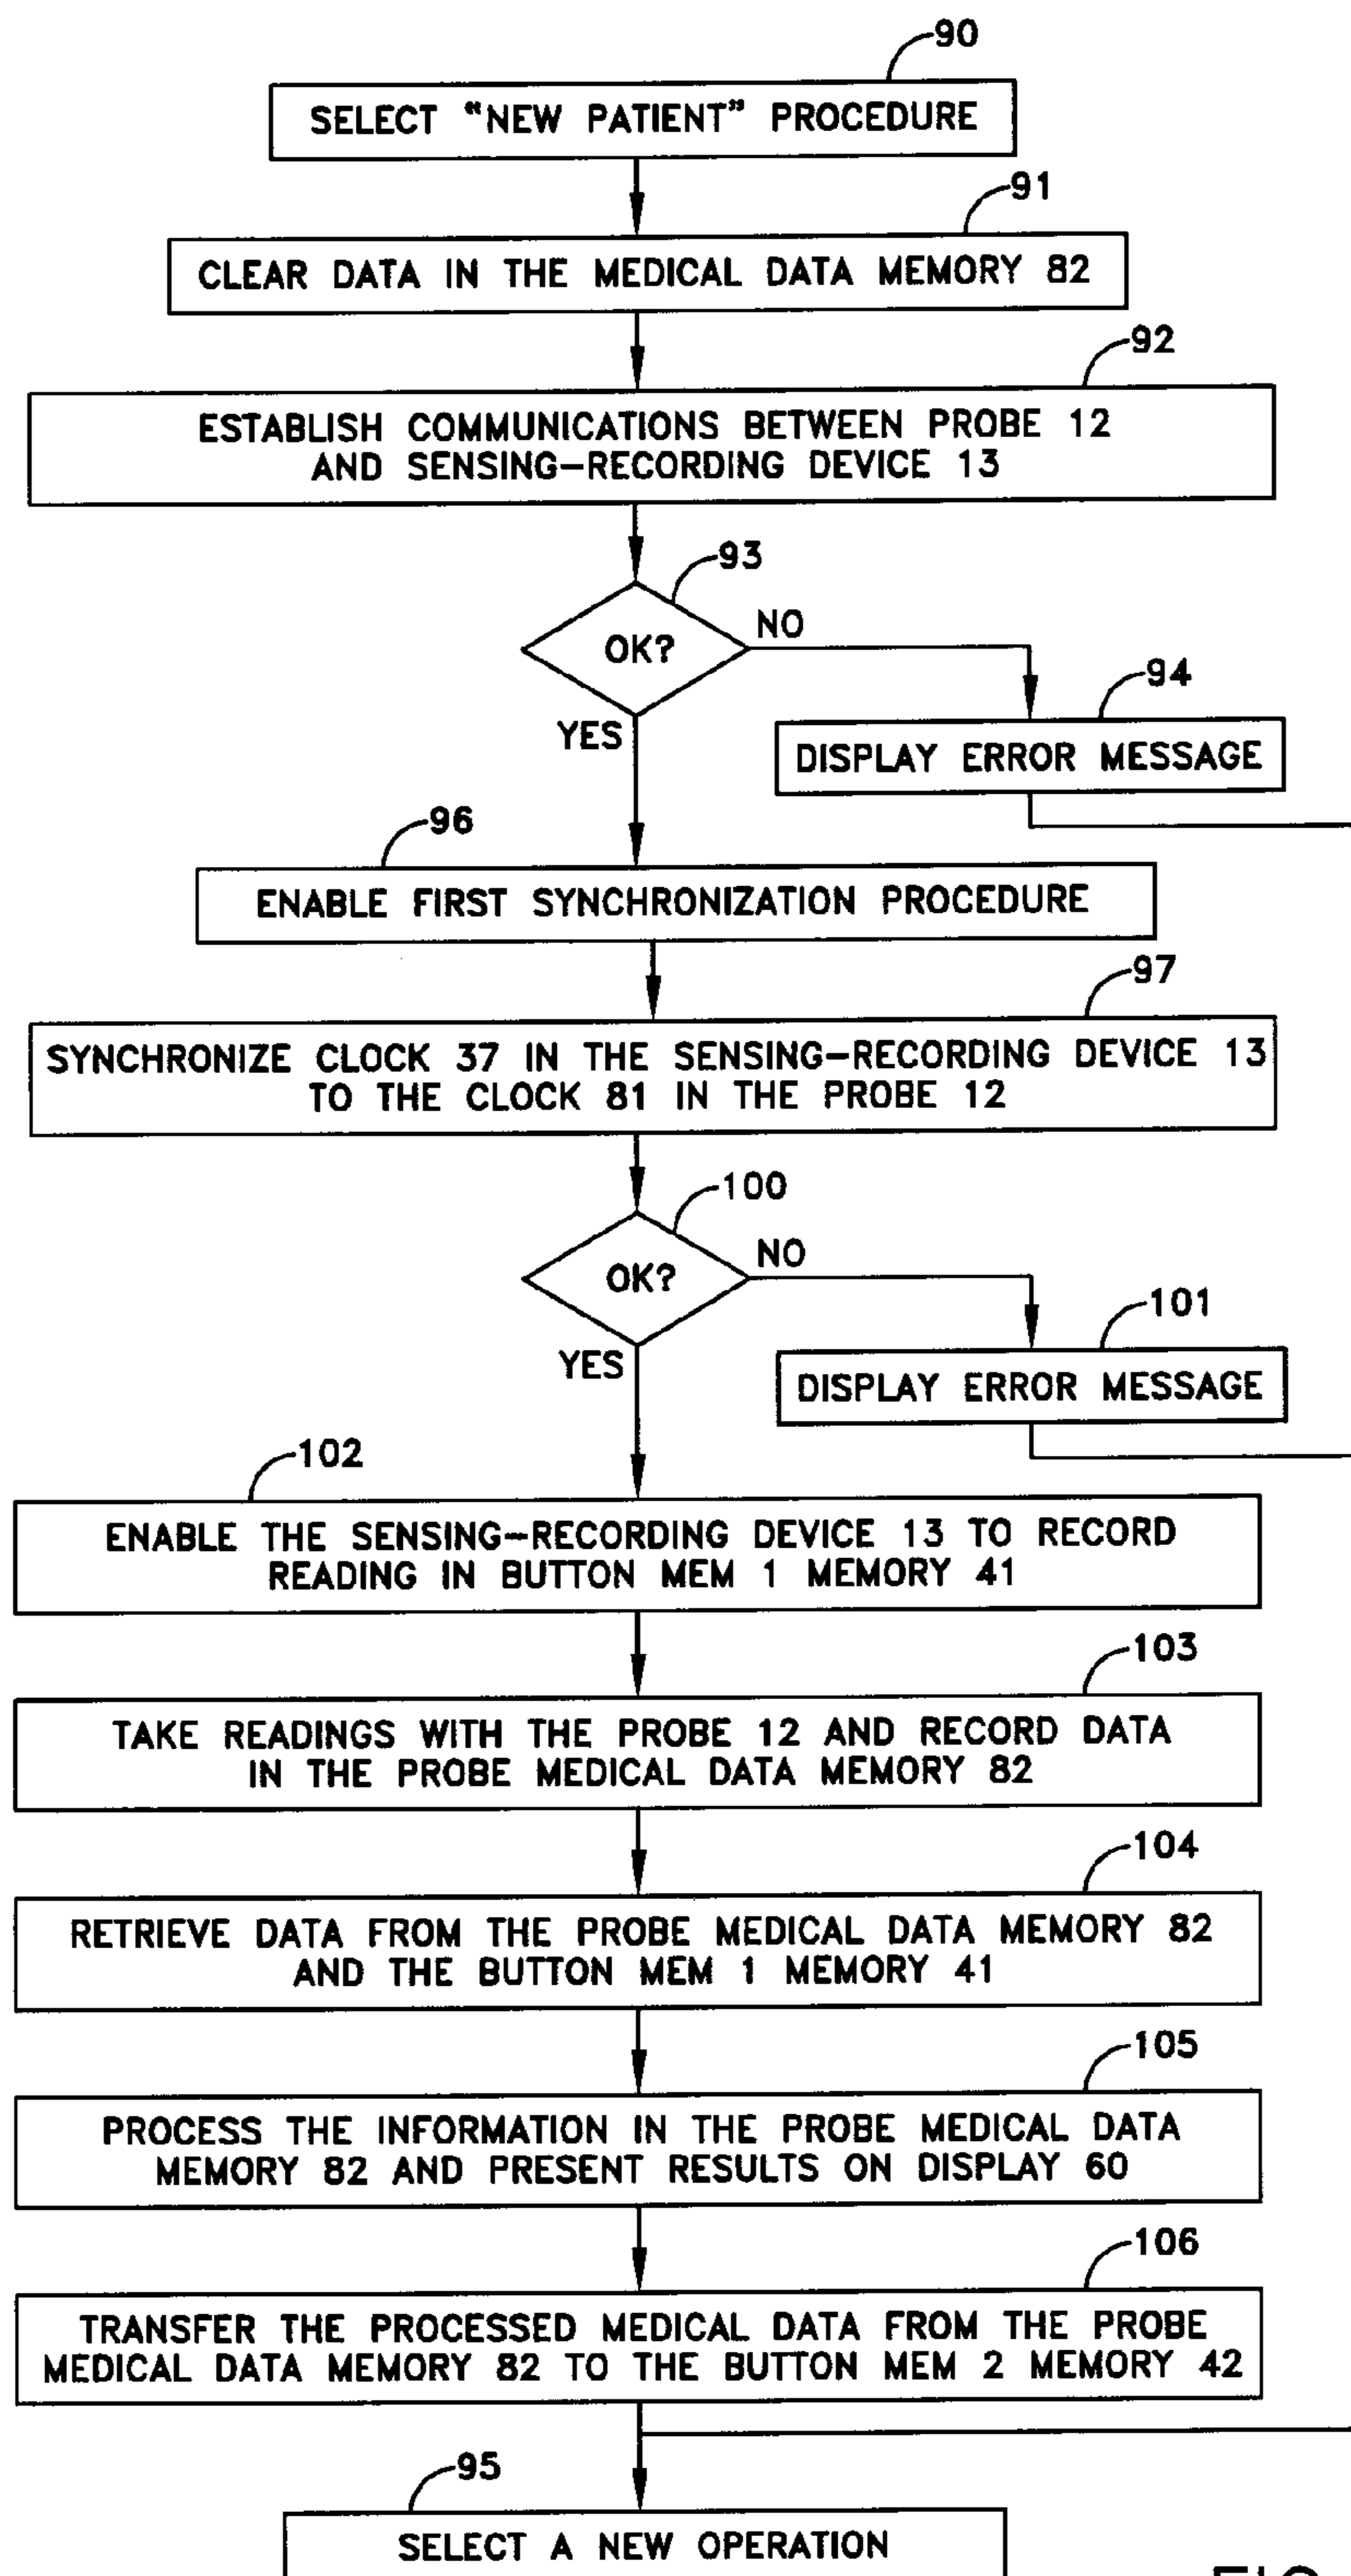 90
SELECT "NEW PATIENT" PROCEDURE
91
CLEAR DATA IN THE MEDICAL DATA MEMORY 82
92
ESTABLISH COMMUNICATIONS BETWEEN PROBE 12
AND SENSING-RECORDING DEVICE 13
93
OK?
NO
YES
94
DISPLAY ERROR MESSAGE
96
ENABLE FIRST SYNCHRONIZATION PROCEDURE
97
SYNCHRONIZE CLOCK 37 IN THE SENSING-RECORDING DEVICE 13
TO THE CLOCK 81 IN THE PROBE 12
100
OK?
NO
YES
101
DISPLAY ERROR MESSAGE
102
ENABLE THE SENSING-RECORDING DEVICE 13 TO RECORD
READING IN BUTTON MEM 1 MEMORY 41
103
TAKE READINGS WITH THE PROBE 12 AND RECORD DATA
IN THE PROBE MEDICAL DATA MEMORY 82
104
RETRIEVE DATA FROM THE PROBE MEDICAL DATA MEMORY 82
AND THE BUTTON MEM 1 MEMORY 41
105
PROCESS THE INFORMATION IN THE PROBE MEDICAL DATA
MEMORY 82 AND PRESENT RESULTS ON DISPLAY 60
106
TRANSFER THE PROCESSED MEDICAL DATA FROM THE PROBE
MEDICAL DATA MEMORY 82 TO THE BUTTON MEM 2 MEMORY 42
95
SELECT A NEW OPERATION